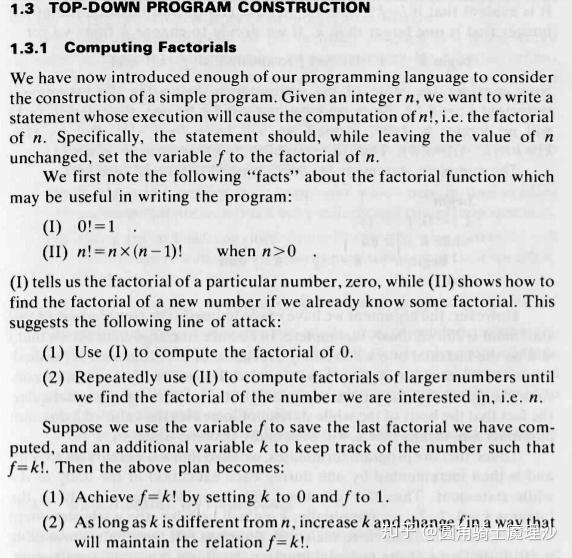 1.3 TOP-DOWN PROGRAM CONSTRUCTION
1.3.1 Computing Factorials
We have now introduced enough of our programming language to consider
the construction of a simple program. Given an integer n, we want to write a
statement whose execution will cause the computation of n!, i.e. the factorial
of n. Specifically, the statement should, while leaving the value of n
unchanged, set the variable f to the factorial of n.
We first note the following “facts” about the factorial function which
may be useful in writing the program:
(I) 0!=1 .
(II) n!=n×(n−1)! when n>0 .
(I) tells us the factorial of a particular number, zero, while (II) shows how to
find the factorial of a new number if we already know some factorial. This
suggests the following line of attack:
(1) Use (I) to compute the factorial of 0.
(2) Repeatedly use (II) to compute factorials of larger numbers until
we find the factorial of the number we are interested in, i.e. n.
Suppose we use the variable f to save the last factorial we have com-
puted, and an additional variable k to keep track of the number such that
f=k!. Then the above plan becomes:
(1) Achieve f=k! by setting k to 0 and f to 1.
(2) As long as k is different from n, increase k and change f in a way that
will maintain the relation f=k!.
知乎 @圆角骑士魔理沙